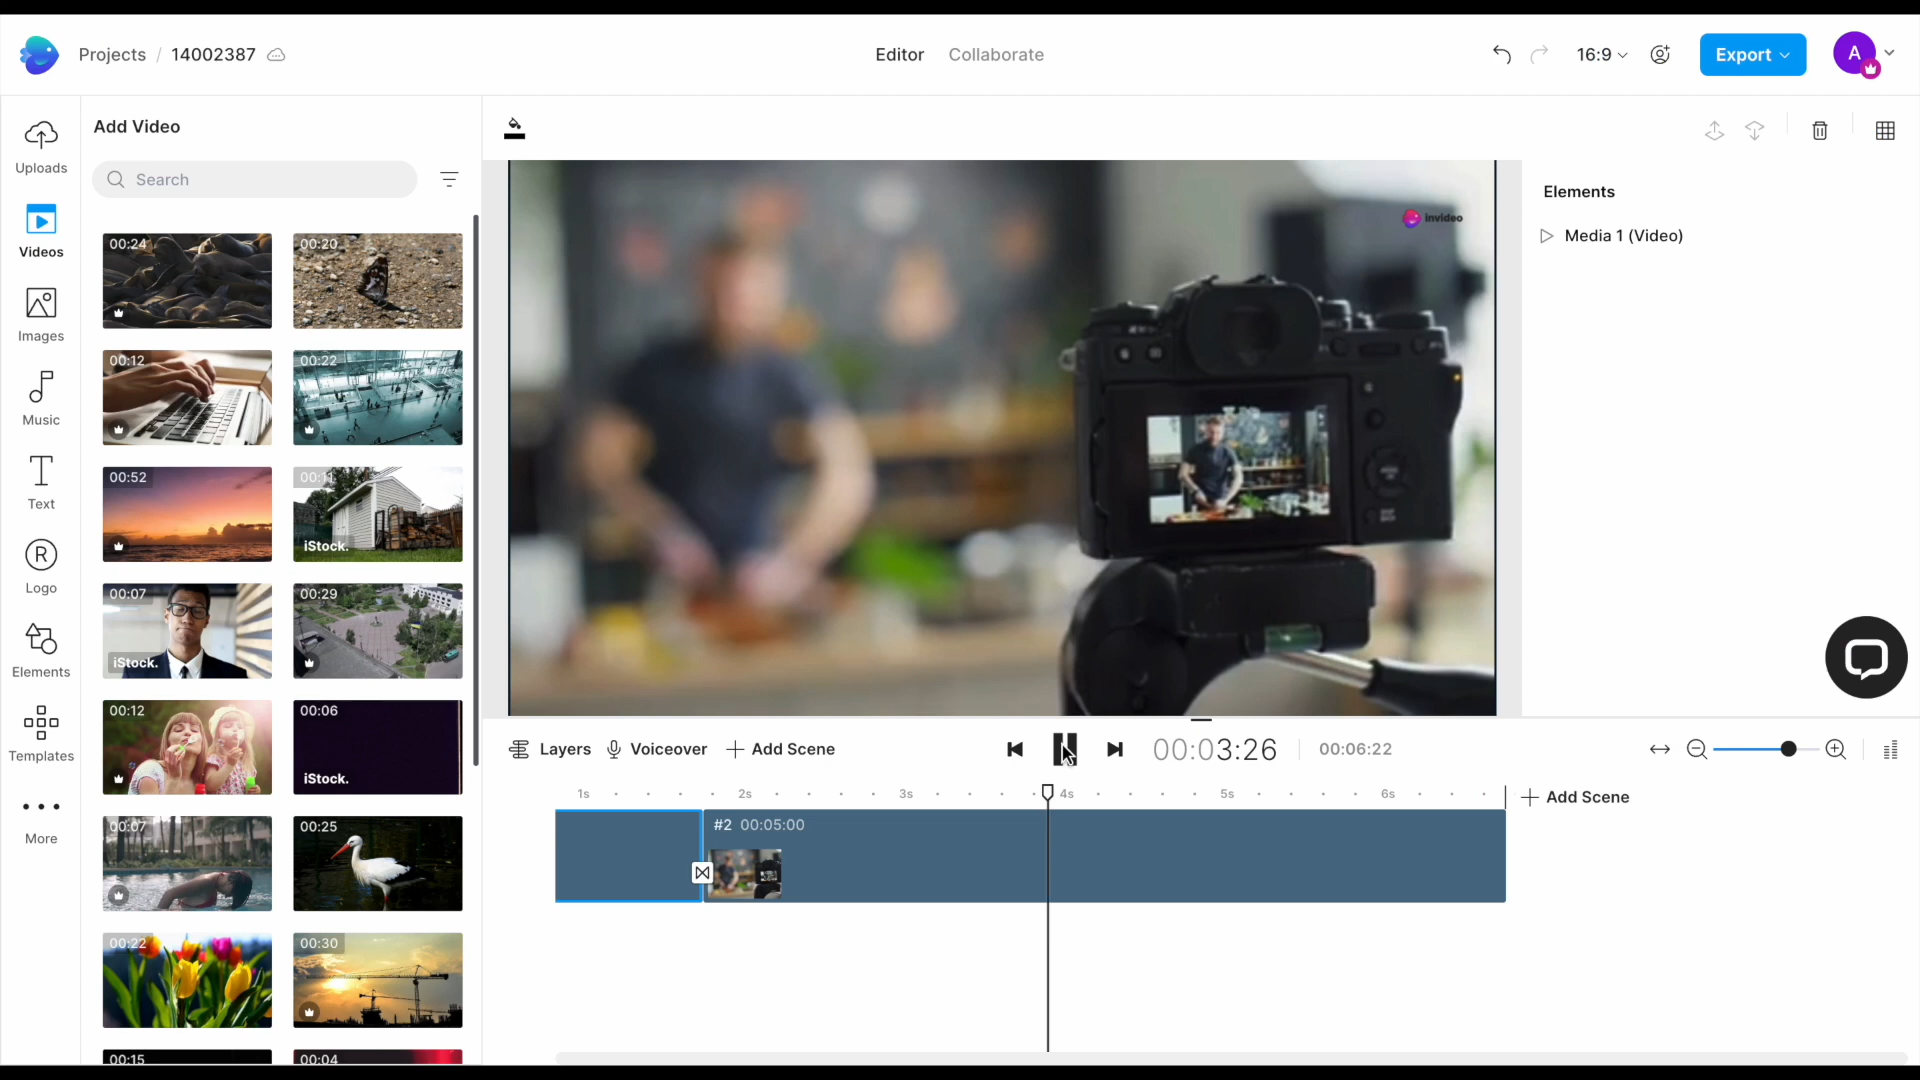 Projects / 14002387
Editor
Collaborate
16:9
Export
A
Uploads
Videos
Images
Music
Text
R
Logo
Elements
Templates
More
Add Video
Search
00:24
00:20
00:12
00:22
00:52
00:11
iStock.
00:07
iStock.
00:29
00:12
00:06
iStock.
00:07
00:25
00:22
00:30
00:15
00:04
invideo
Elements
Media 1 (Video)
Layers
Voiceover
Add Scene
00:03:26
00:06:22
1s
2s
3s
4s
5s
6s
Add Scene
#2 00:05:00